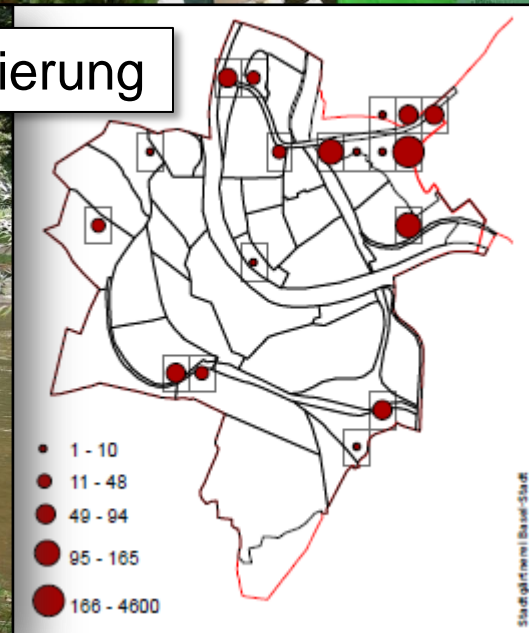 ierung
1 - 10
11 - 48
49 - 94
95 - 165
166 - 4600
Stadtgärtnerei Basel-Stadt